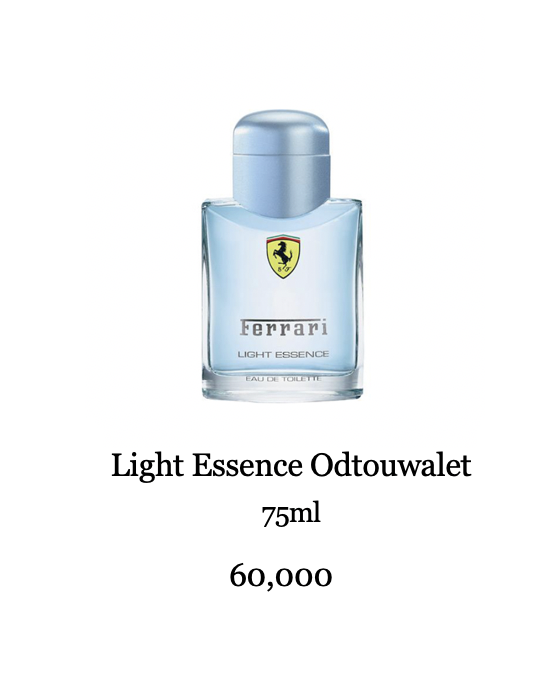 S F
Ferrari
LIGHT ESSENCE
EAU DE TOILETTE
Light Essence Odtouwalet
75ml
60,000